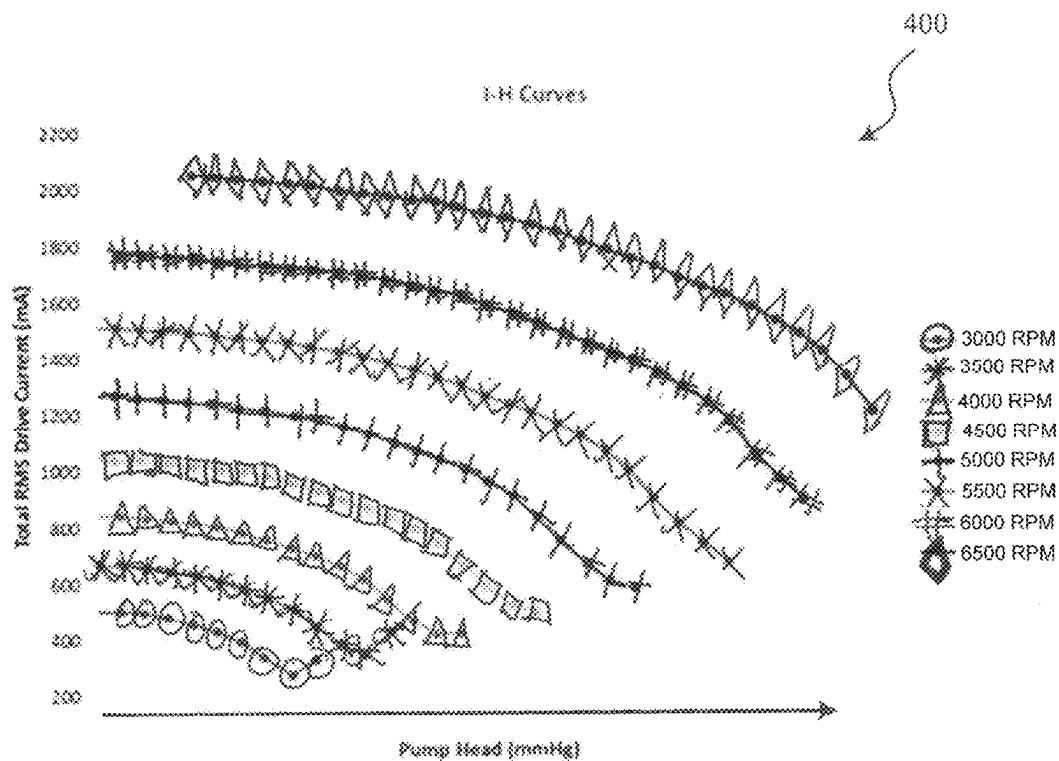 400
I-H Curves
2200
2000
1800
1600
1400
1200
1000
800
600
400
200
Total RMS Drive Current (mA)
Pump Head (mmHg)
3000 RPM
3500 RPM
4000 RPM
4500 RPM
5000 RPM
5500 RPM
6000 RPM
6500 RPM